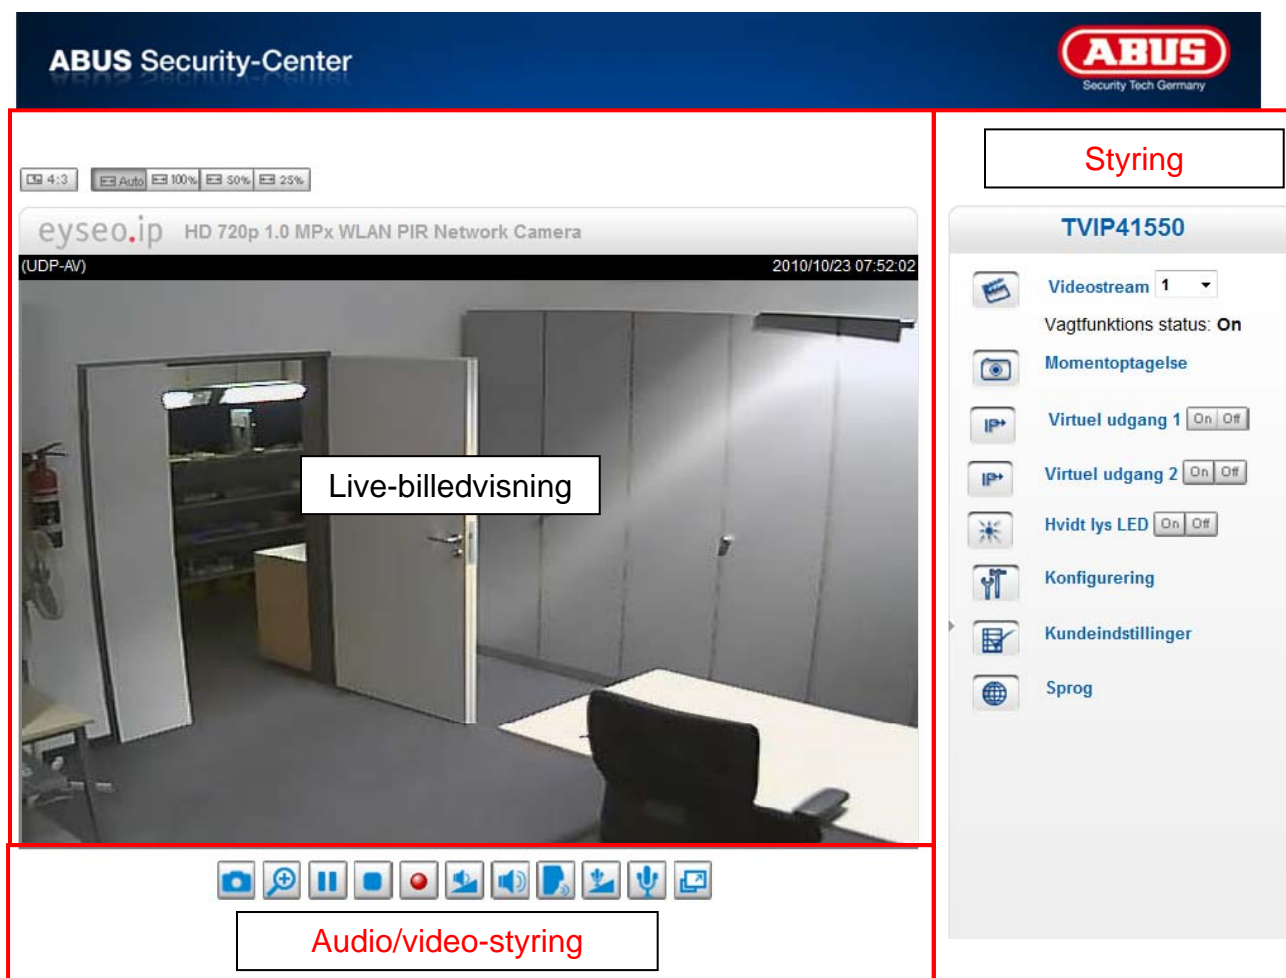 ABUS Security-Center
ABUS
Security Tech Germany
4:3
Auto
100%
50%
25%
eyseo.ip HD 720p 1.0 MPx WLAN PIR Network Camera
(UDP-AV) 2010/10/23 07:52:02
Live-billedvisning
Audio/video-styring
Styring
TVIP41550
Videostream 1
Vagtfunktions status: On
Momentoptagelse
IP
Virtuel udgang 1 On Off
IP
Virtuel udgang 2 On Off
Hvidt lys LED On Off
Konfigurering
Kundeindstillinger
Sprog